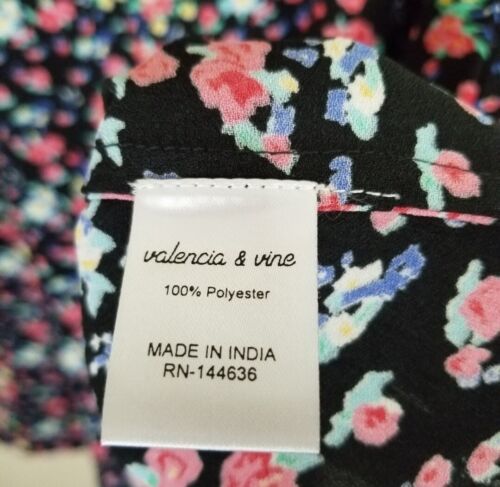 valencia & vine
100% Polyester
MADE IN INDIA
RN-144636